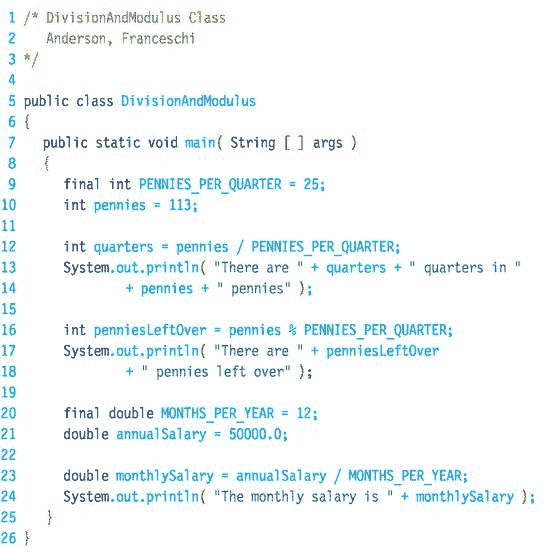 1 /* DivisionAndModulus Class
2    Anderson, Franceschi
3 */
4
5 public class DivisionAndModulus
6 {
7   public static void main( String [ ] args )
8   {
9     final int PENNIES_PER_QUARTER = 25;
10     int pennies = 113;
11
12     int quarters = pennies / PENNIES_PER_QUARTER;
13     System.out.println( "There are " + quarters + " quarters in "
14             + pennies + " pennies" );
15
16     int penniesLeftOver = pennies % PENNIES_PER_QUARTER;
17     System.out.println( "There are " + penniesLeftOver
18             + " pennies left over" );
19
20     final double MONTHS_PER_YEAR = 12;
21     double annualSalary = 50000.0;
22
23     double monthlySalary = annualSalary / MONTHS_PER_YEAR;
24     System.out.println( "The monthly salary is " + monthlySalary );
25   }
26 }